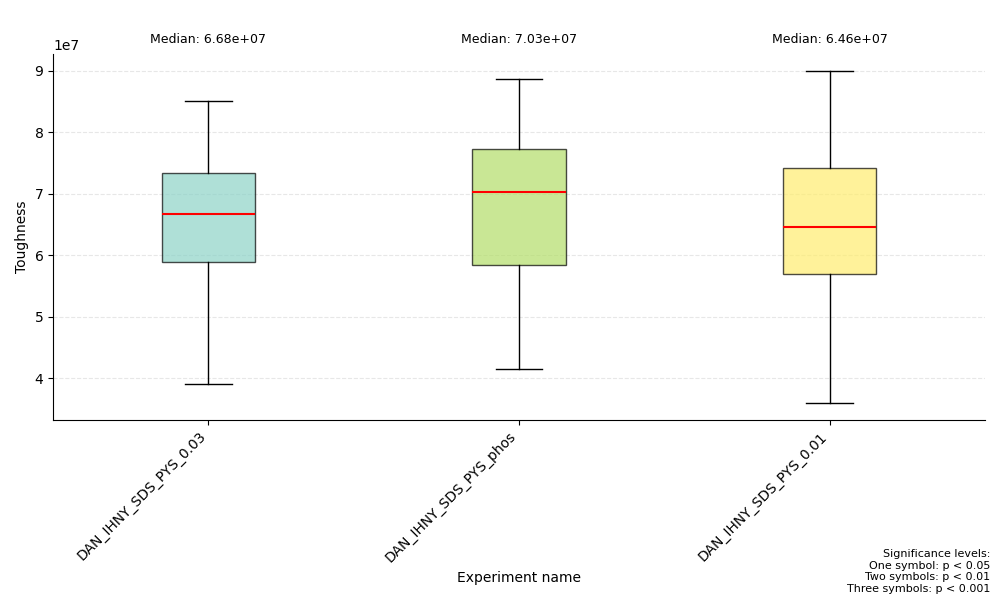 Median: 6.68e+07 Median: 7.03e+07 Median: 6.46e+07
1e7
9
8
7
6
5
4
Toughness
DAN_IHNY_SDS_PYS_0.03
DAN_IHNY_SDS_PYS_phos
DAN_IHNY_SDS_PYS_0.01
Experiment name
Significance levels:
One symbol: p < 0.05
Two symbols: p < 0.01
Three symbols: p < 0.001